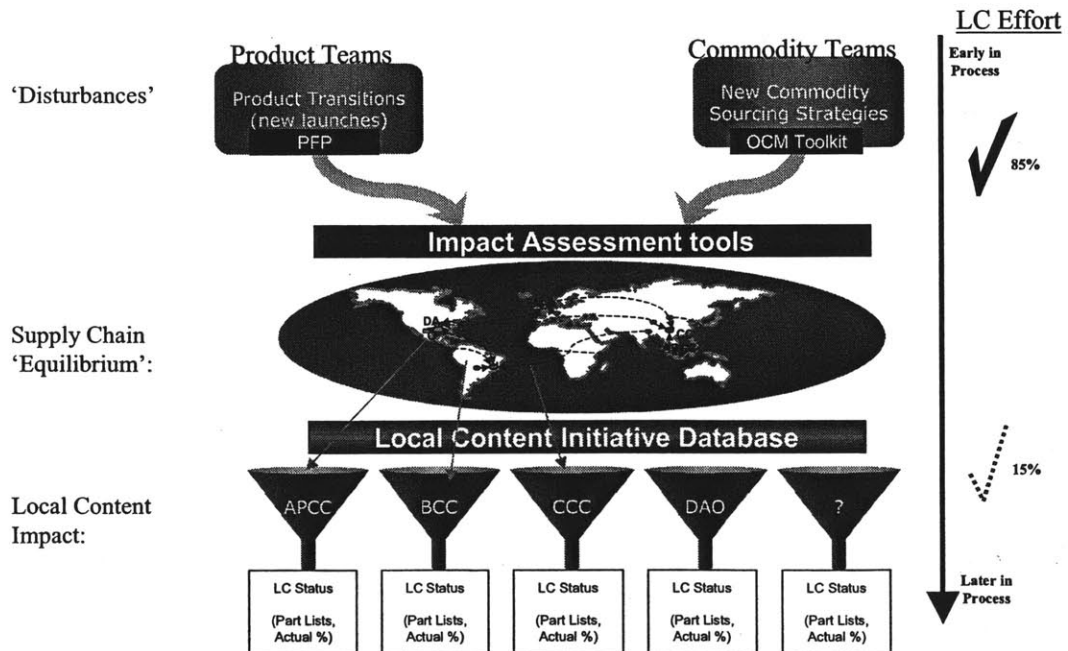 LC Effort
Product Teams
Commodity Teams
Early in
Process
'Disturbances'
Product Transitions
(new launches)
PFP
New Commodity
Sourcing Strategies
OCM Toolkit
85%
Impact Assessment tools
Supply Chain
'Equilibrium':
Local Content Initiative Database
15%
Local Content
Impact:
APCC
BCC
CCC
DAO
?
Later in
Process
LC Status
(Part Lists,
Actual %)
LC Status
(Part Lists,
Actual %)
LC Status
(Part Lists,
Actual %)
LC Status
(Part Lists,
Actual %)
LC Status
(Part Lists,
Actual %)